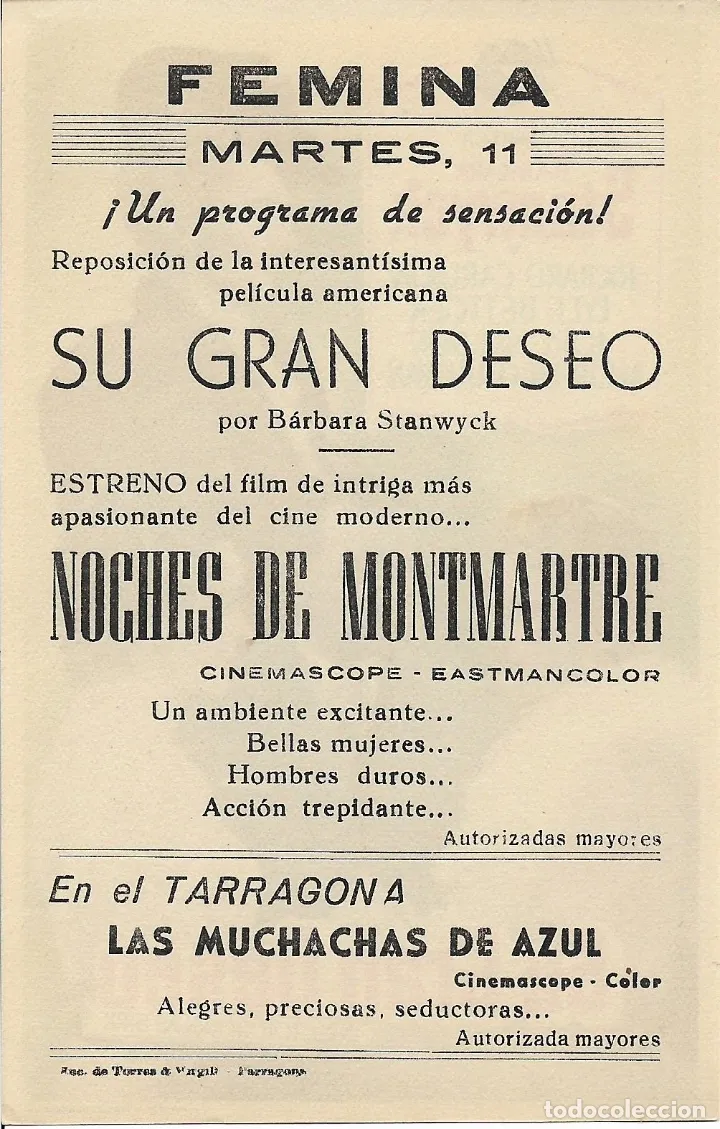 FEMINA
MARTES, 11
¡Un programa de sensación!
Reposición de la interesantísima
película americana
SU GRAN DESEO
por Bárbara Stanwyck
ESTRENO del film de intriga más
apasionante del cine moderno...
NOCHES DE MONTMARTRE
CINEMASCOPE - EASTMANCOLOR
Un ambiente excitante...
Bellas mujeres...
Hombres duros...
Acción trepidante...
Autorizadas mayores
En el TARRAGONA
LAS MUCHACHAS DE AZUL
Cinemascope - Color
Alegres, preciosas, seductoras...
Autorizada mayores
de Torres & Virgili - Tarragona
todocoleccion